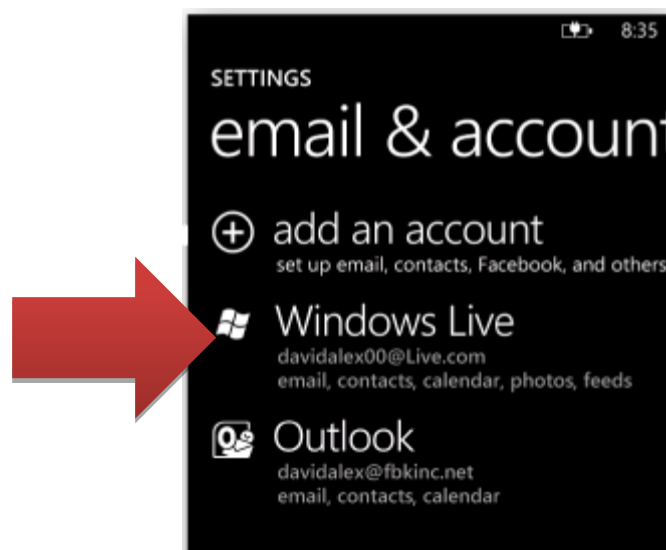 8:35
SETTINGS
email & account
add an account
set up email, contacts, Facebook, and others
Windows Live
davidalex00@Live.com
email, contacts, calendar, photos, feeds
Outlook
davidalex@fbkinc.net
email, contacts, calendar